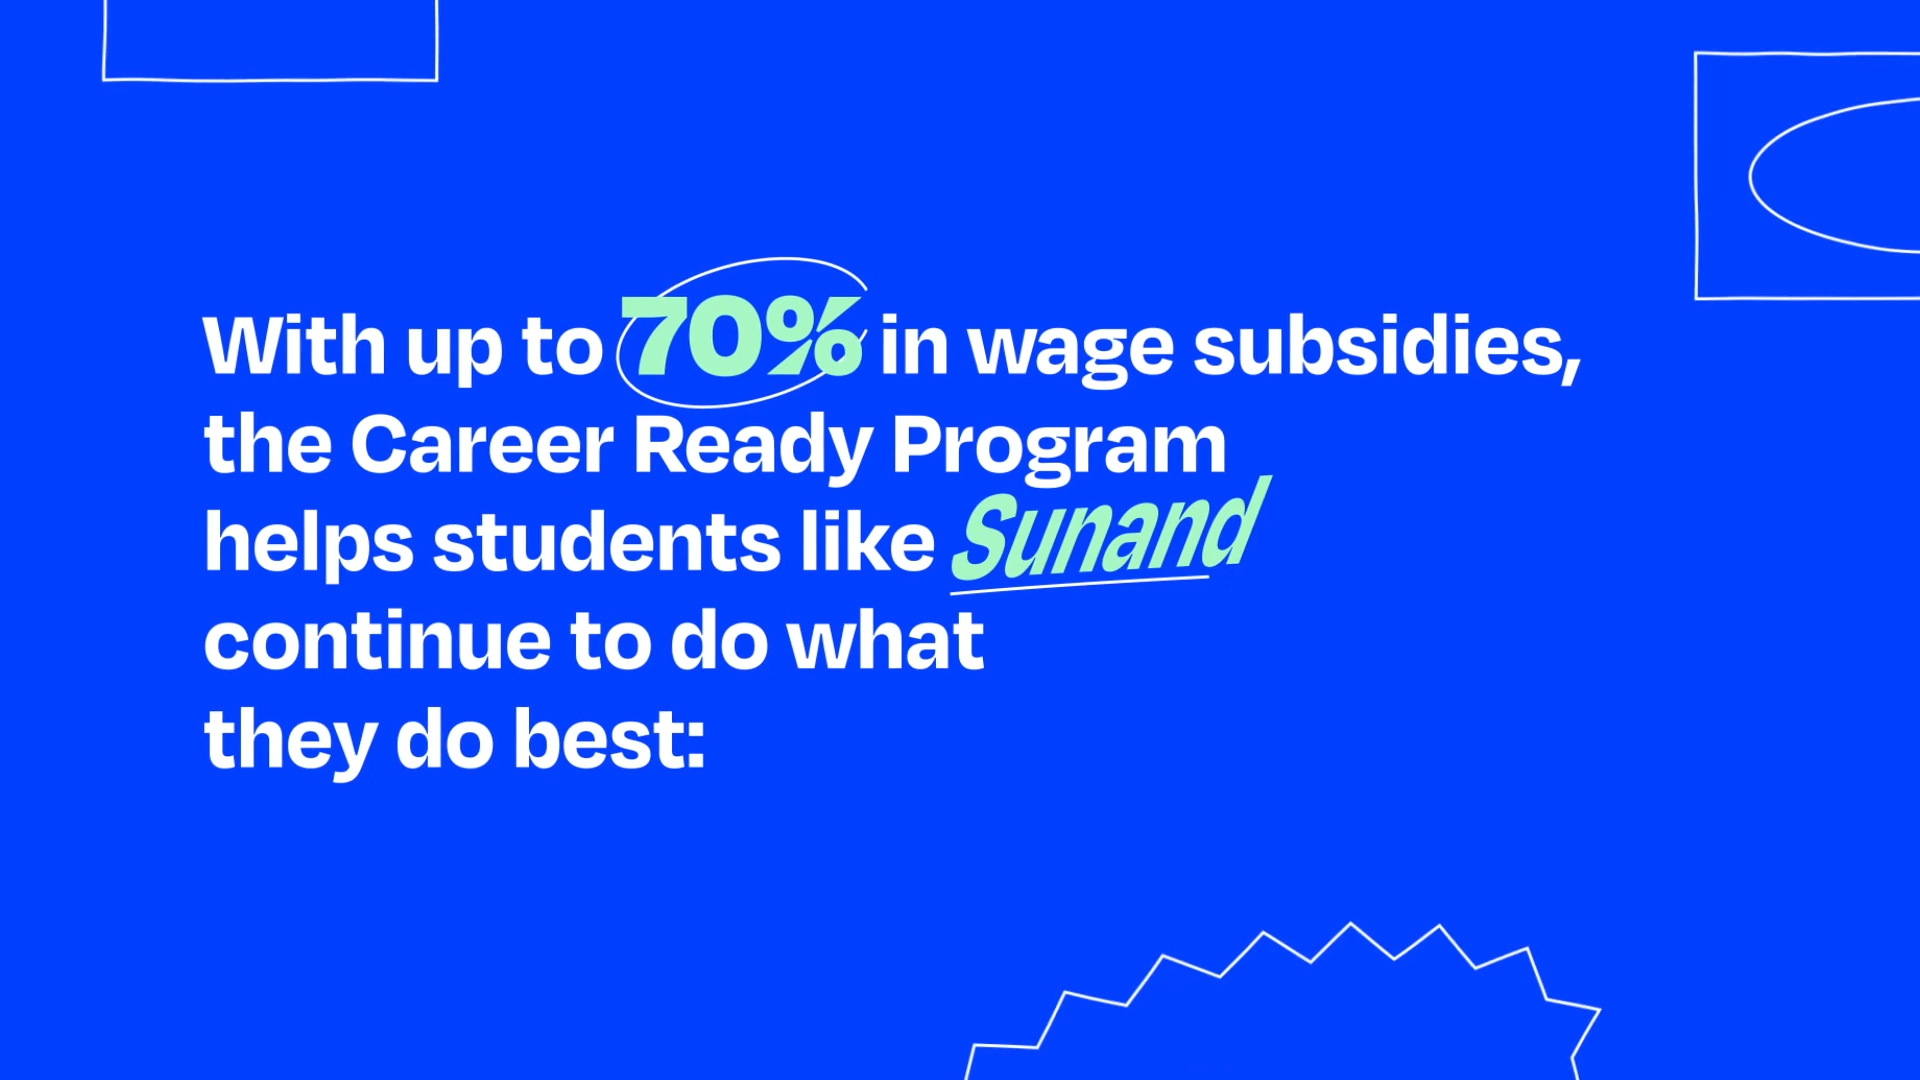 With up to 70% in wage subsidies,
the Career Ready Program
helps students like Sunand
continue to do what
they do best: